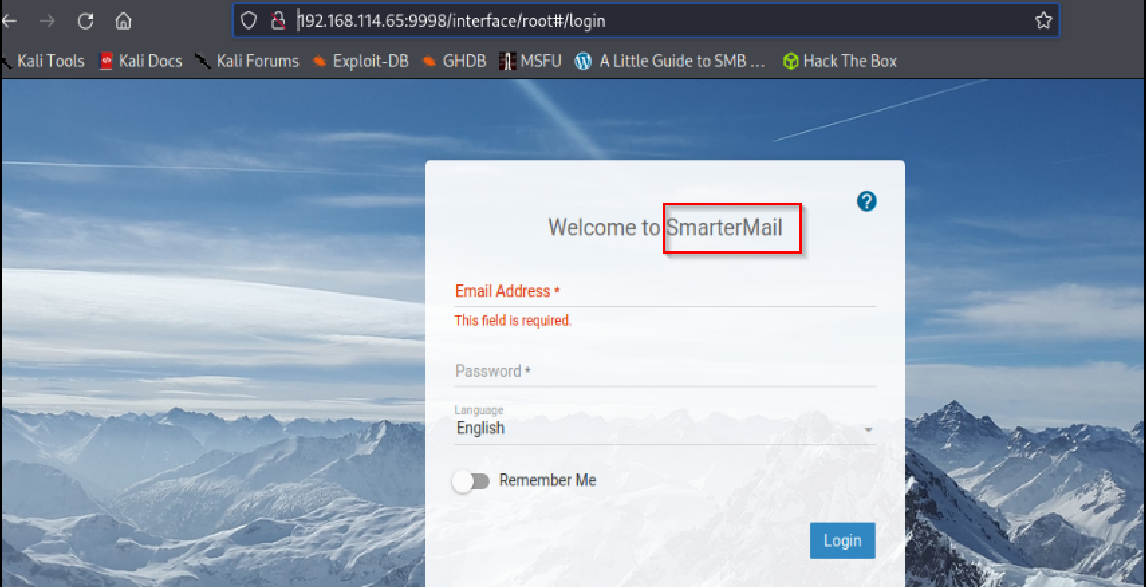 192.168.114.65:9998/interface/root#/login
Kali Tools Kali Docs Kali Forums Exploit-DB GHDB MSFU A Little Guide to SMB ... Hack The Box
?
Welcome to SmarterMail
Email Address *
This field is required.
Password *
Language
English
Remember Me
Login